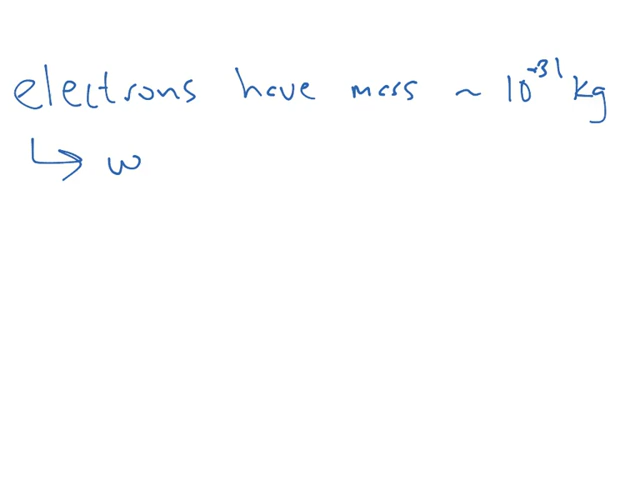 electrons have mass ~ 10^-31 kg
↳ w